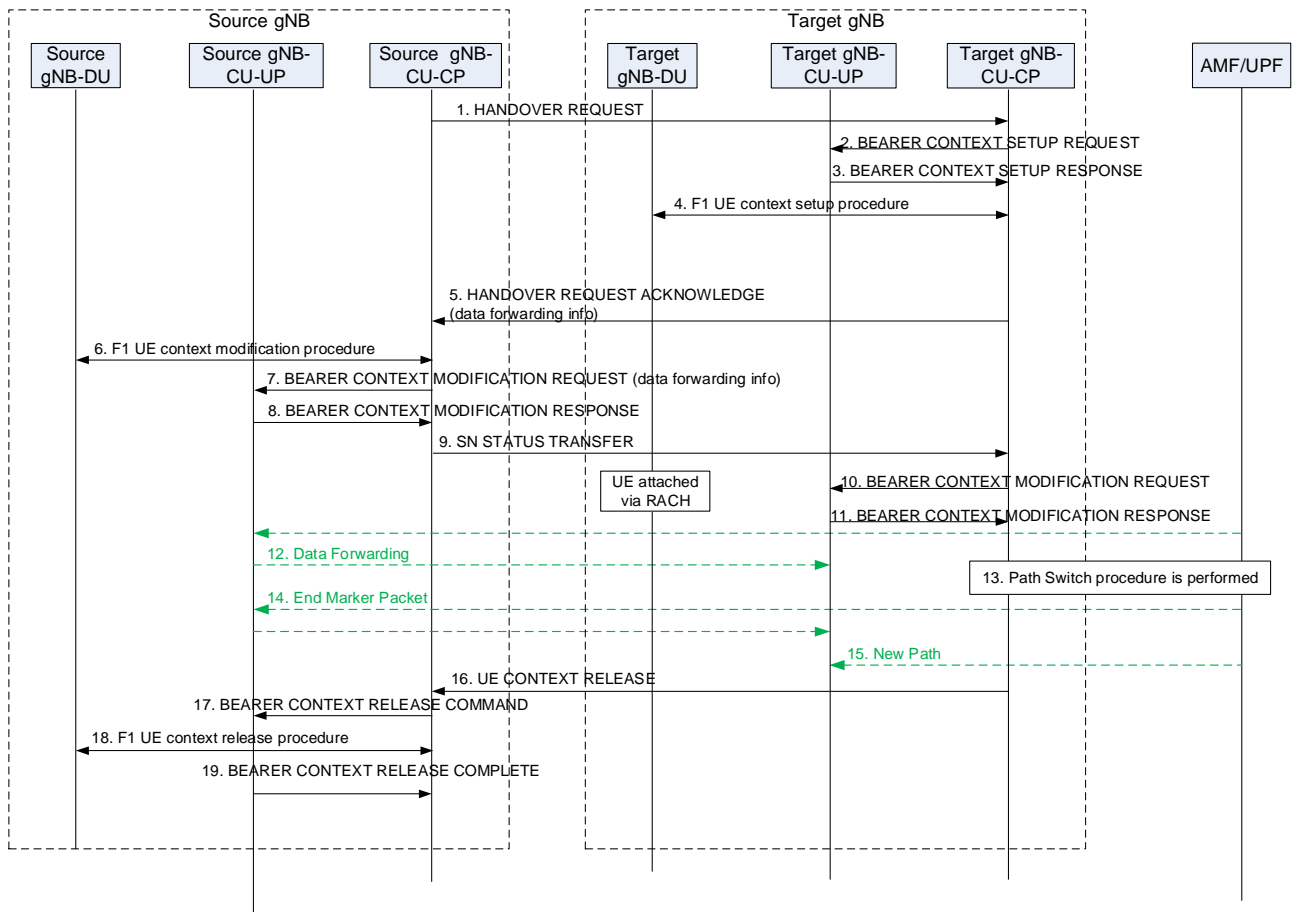 Source gNB
Target gNB
Source
gNB-DU
Source gNB-
CU-UP
Source gNB-
CU-CP
Target
gNB-DU
Target gNB-
CU-UP
Target gNB-
CU-CP
AMF/UPF
1. HANDOVER REQUEST
2. BEARER CONTEXT SETUP REQUEST
3. BEARER CONTEXT SETUP RESPONSE
4. F1 UE context setup procedure
5. HANDOVER REQUEST ACKNOWLEDGE
(data forwarding info)
6. F1 UE context modification procedure
7. BEARER CONTEXT MODIFICATION REQUEST (data forwarding info)
8. BEARER CONTEXT MODIFICATION RESPONSE
9. SN STATUS TRANSFER
UE attached
via RACH
10. BEARER CONTEXT MODIFICATION REQUEST
11. BEARER CONTEXT MODIFICATION RESPONSE
12. Data Forwarding
13. Path Switch procedure is performed
14. End Marker Packet
15. New Path
16. UE CONTEXT RELEASE
17. BEARER CONTEXT RELEASE COMMAND
18. F1 UE context release procedure
19. BEARER CONTEXT RELEASE COMPLETE